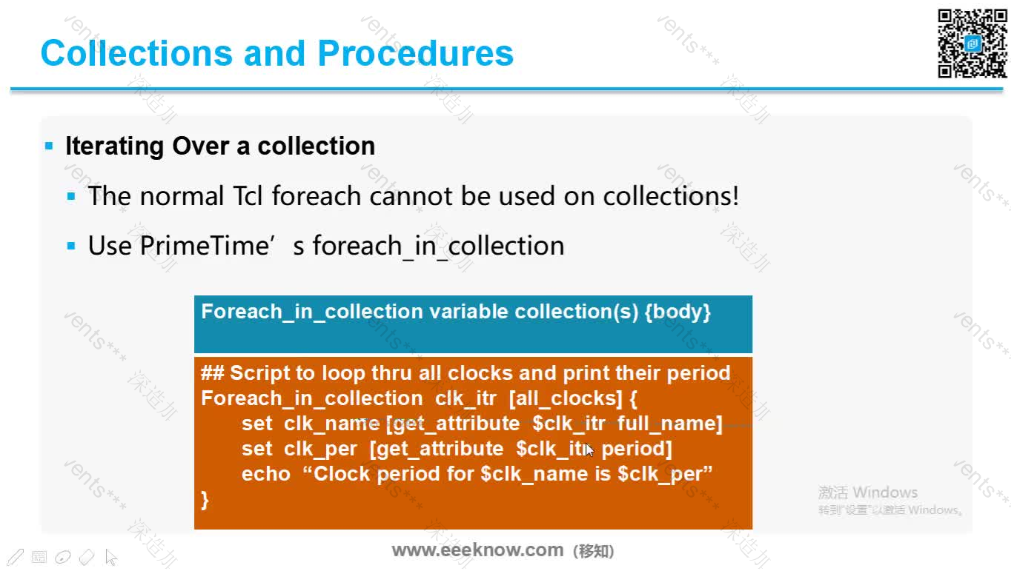 Collections and Procedures
Iterating Over a collection
The normal Tcl foreach cannot be used on collections!
Use PrimeTime’s foreach_in_collection
Foreach_in_collection variable collection(s) {body}
## Script to loop thru all clocks and print their period
Foreach_in_collection clk_itr [all_clocks] {
set clk_name [get_attribute $clk_itr full_name]
set clk_per [get_attribute $clk_itr period]
echo “Clock period for $clk_name is $clk_per”
}
激活 Windows
转到"设置"以激活 Windows。
www.eeeknow.com（移知）